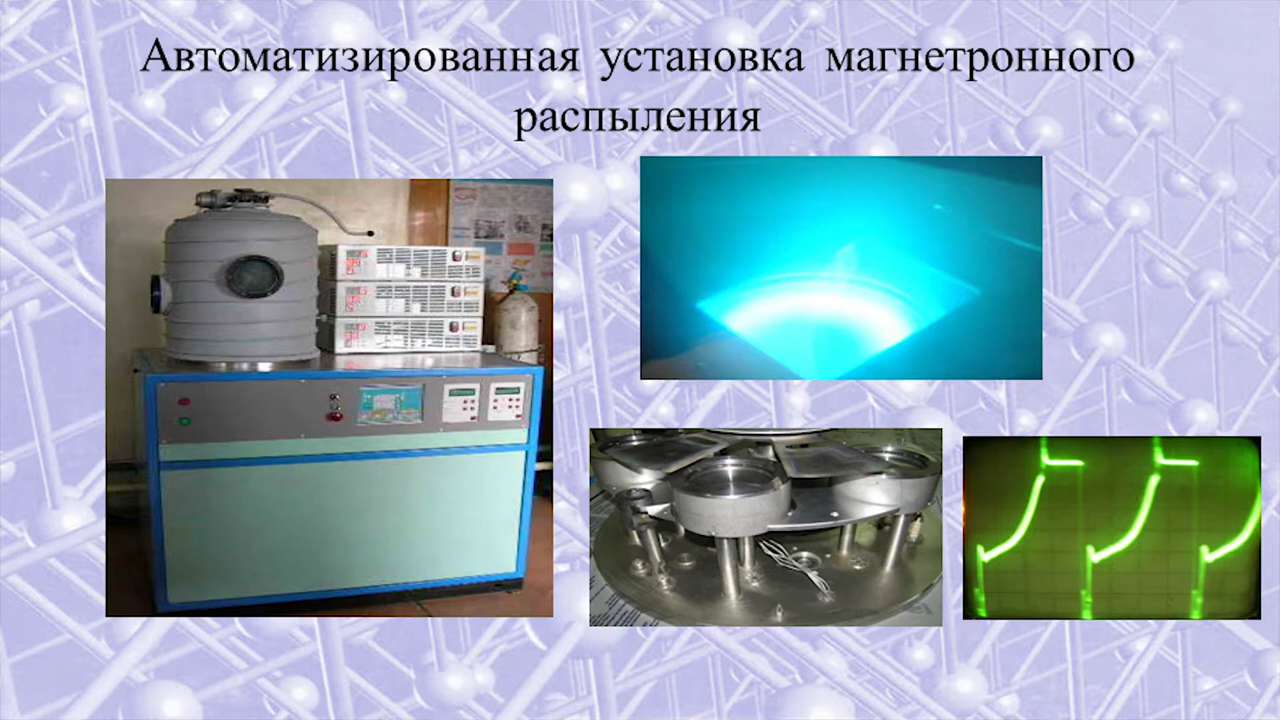 Автоматизированная установка магнетронного
распыления